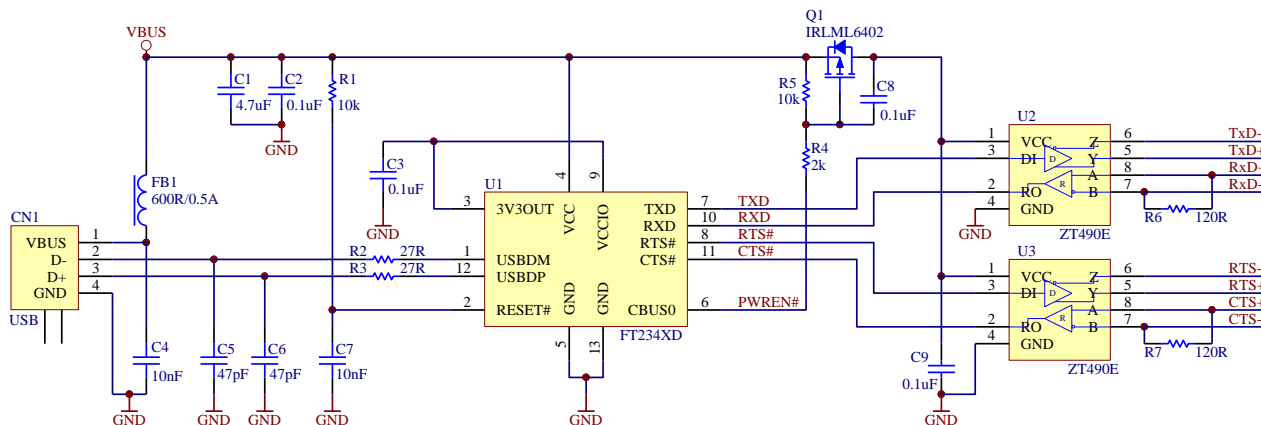 VBUS
Q1
IRLML6402
C1
4.7uF
C2
0.1uF
R1
10k
R5
10k
C8
0.1uF
GND
R4
2k
C3
0.1uF
GND
FB1
600R/0.5A
CN1
VBUS 1
D- 2
D+ 3
GND 4
USB
R2 27R
R3 27R
C4
10nF
C5
47pF
C6
47pF
C7
10nF
GND
GND
GND
GND
U1
4 9
VCC VCCIO
3 3V3OUT
1 USBDM
12 USBDP
2 RESET#
TXD 7 TXD
RXD 10 RXD
RTS# 8 RTS#
CTS# 11 CTS#
CBUS0 6 PWREN#
GND GND
5 13
FT234XD
GND
U2
1 VCC Z 6 TxD-
3 DI D Y 5 TxD+
A 8 RxD-
2 RO R B 7 RxD-
4 GND
GND
R6 120R
ZT490E
U3
1 VCC Z 6 RTS-
3 DI D Y 5 RTS+
A 8 CTS+
2 RO R B 7 CTS-
4 GND
R7 120R
ZT490E
C9
0.1uF
GND